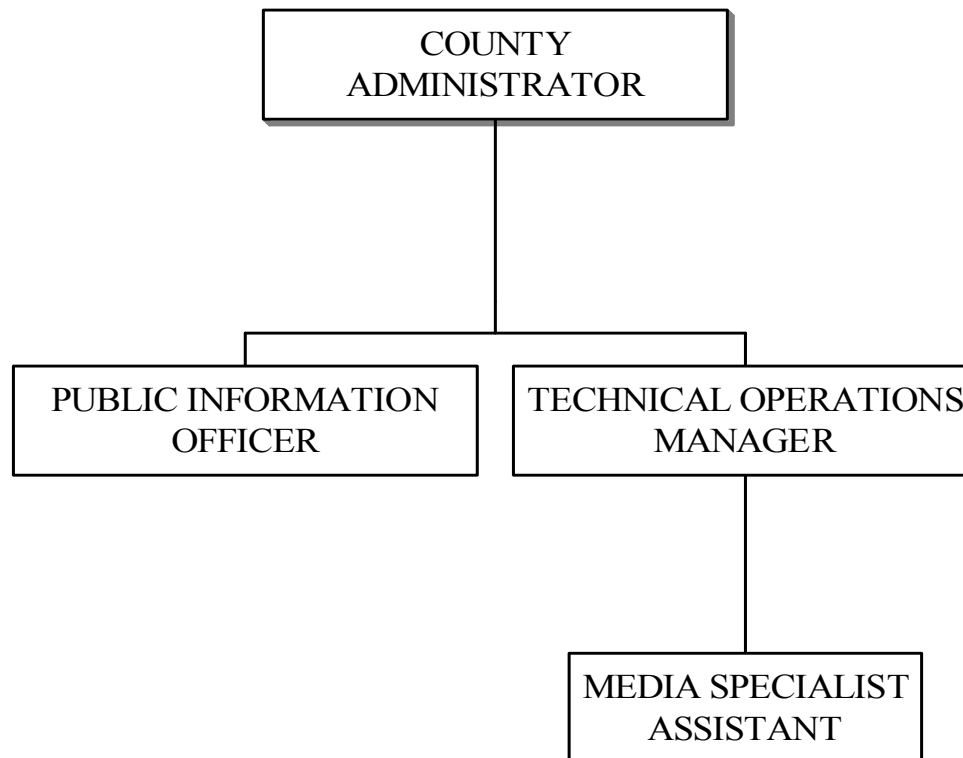 COUNTY
ADMINISTRATOR
PUBLIC INFORMATION
OFFICER
TECHNICAL OPERATIONS
MANAGER
MEDIA SPECIALIST
ASSISTANT